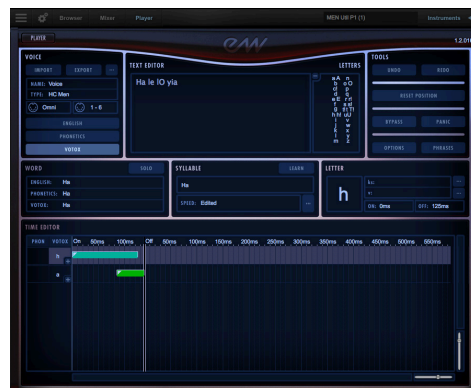 Browser Mixer Player MEN Utili P1 (1) Instruments
PLAYER
1.2.01
VOICE
IMPORT EXPORT ...
NAME: Voice
TYPE: HC Men
Omni 1 - 6
ENGLISH
PHONETICS
VOTOX
TEXT EDITOR LETTERS
Ha le lO yia
TOOLS
UNDO REDO
RESET POSITION
BYPASS PANIC
OPTIONS PHRASES
WORD SOLO
ENGLISH: Ha
PHONETICS: Ha
VOTOX: Ha
SYLLABLE LEARN
Ha
SPEED: Edited ...
LETTER
h
ON: 0ms OFF: 125ms
TIME EDITOR
PHON VOTOX On 50ms 100ms Off 50ms 100ms 150ms 200ms 250ms 300ms 350ms 400ms 450ms 500ms 550ms
h
a